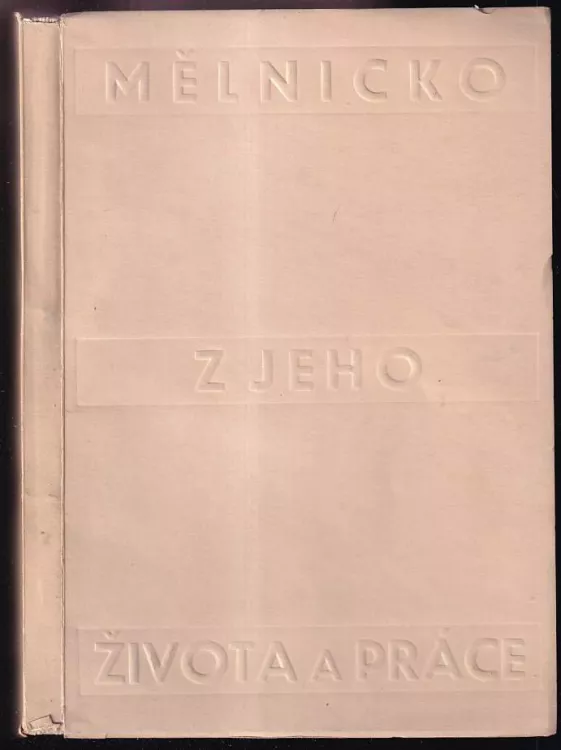 MĚLNICKO
Z JEHO
ŽIVOTA A PRÁCE